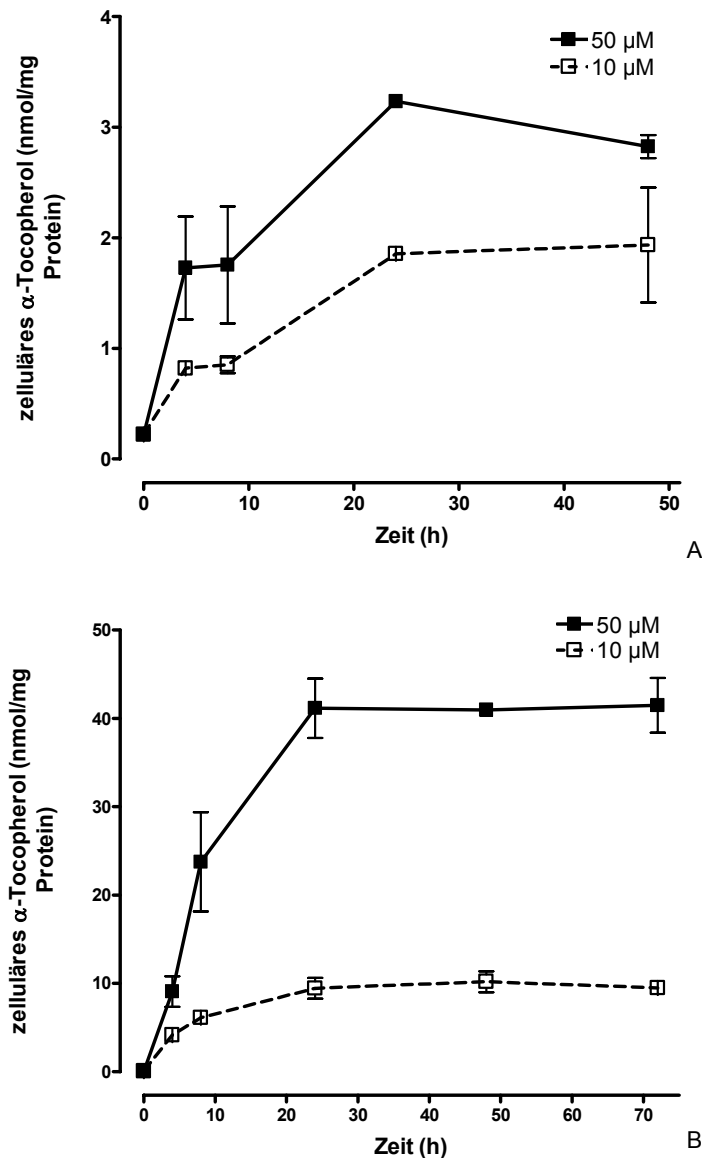 50 µM
10 µM
zelluläres α-Tocopherol (nmol/mg
Protein)
4
3
2
1
0
0 10 20 30 40 50
Zeit (h)
A
50 µM
10 µM
zelluläres α-Tocopherol (nmol/mg
Protein)
50
40
30
20
10
0
0 10 20 30 40 50 60 70
Zeit (h)
B